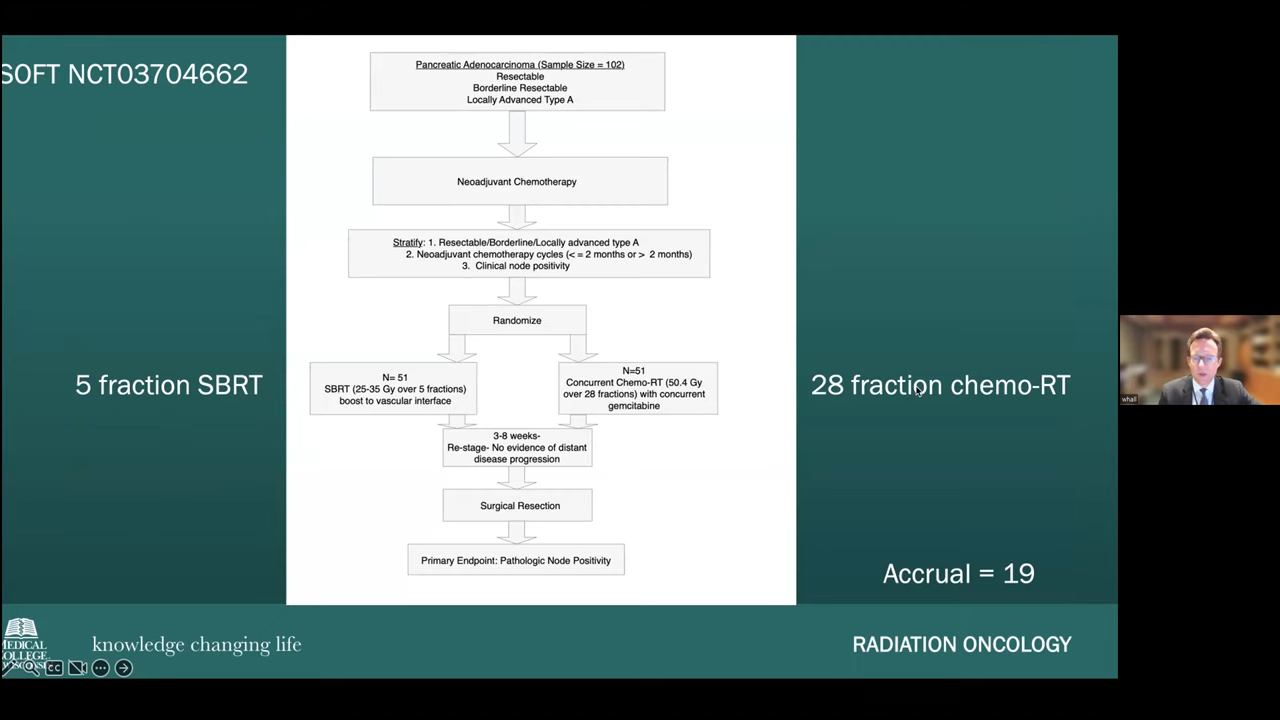 SOFT NCT03704662
Pancreatic Adenocarcinoma (Sample Size = 102)
Resectable
Borderline Resectable
Locally Advanced Type A
Neoadjuvant Chemotherapy
Stratify: 1. Resectable/Borderline/Locally advanced type A
2. Neoadjuvant chemotherapy cycles (< = 2 months or > 2 months)
3. Clinical node positivity
Randomize
5 fraction SBRT
N= 51
SBRT (25-35 Gy over 5 fractions)
boost to vascular interface
N=51
Concurrent Chemo-RT (50.4 Gy
over 28 fractions) with concurrent
gemcitabine
28 fraction chemo-RT
3-8 weeks-
Re-stage- No evidence of distant
disease progression
Surgical Resection
Primary Endpoint: Pathologic Node Positivity
Accrual = 19
MEDICAL
COLLEGE
knowledge changing life
RADIATION ONCOLOGY
CC
whall